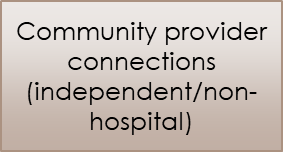 Community provider
connections
(independent/non-
hospital)